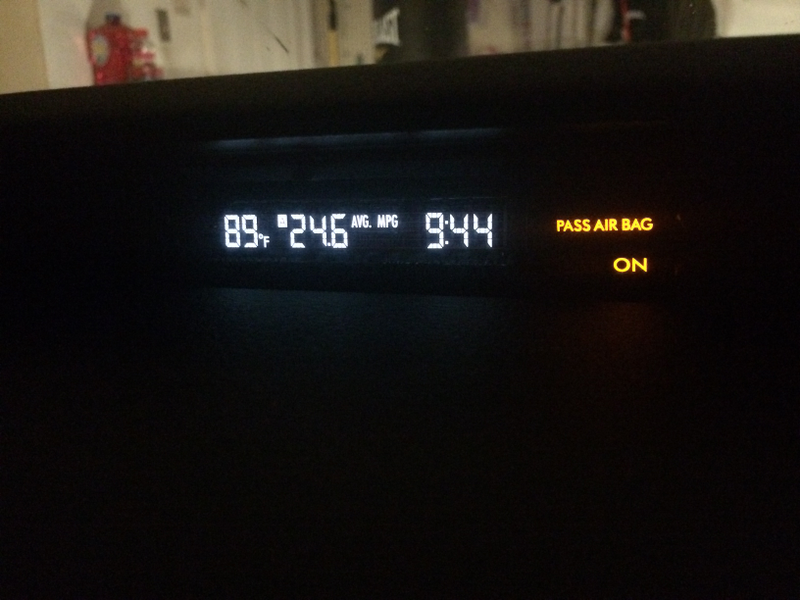 89°F 24.6 AVG. MPG 9:44
PASS AIR BAG
ON